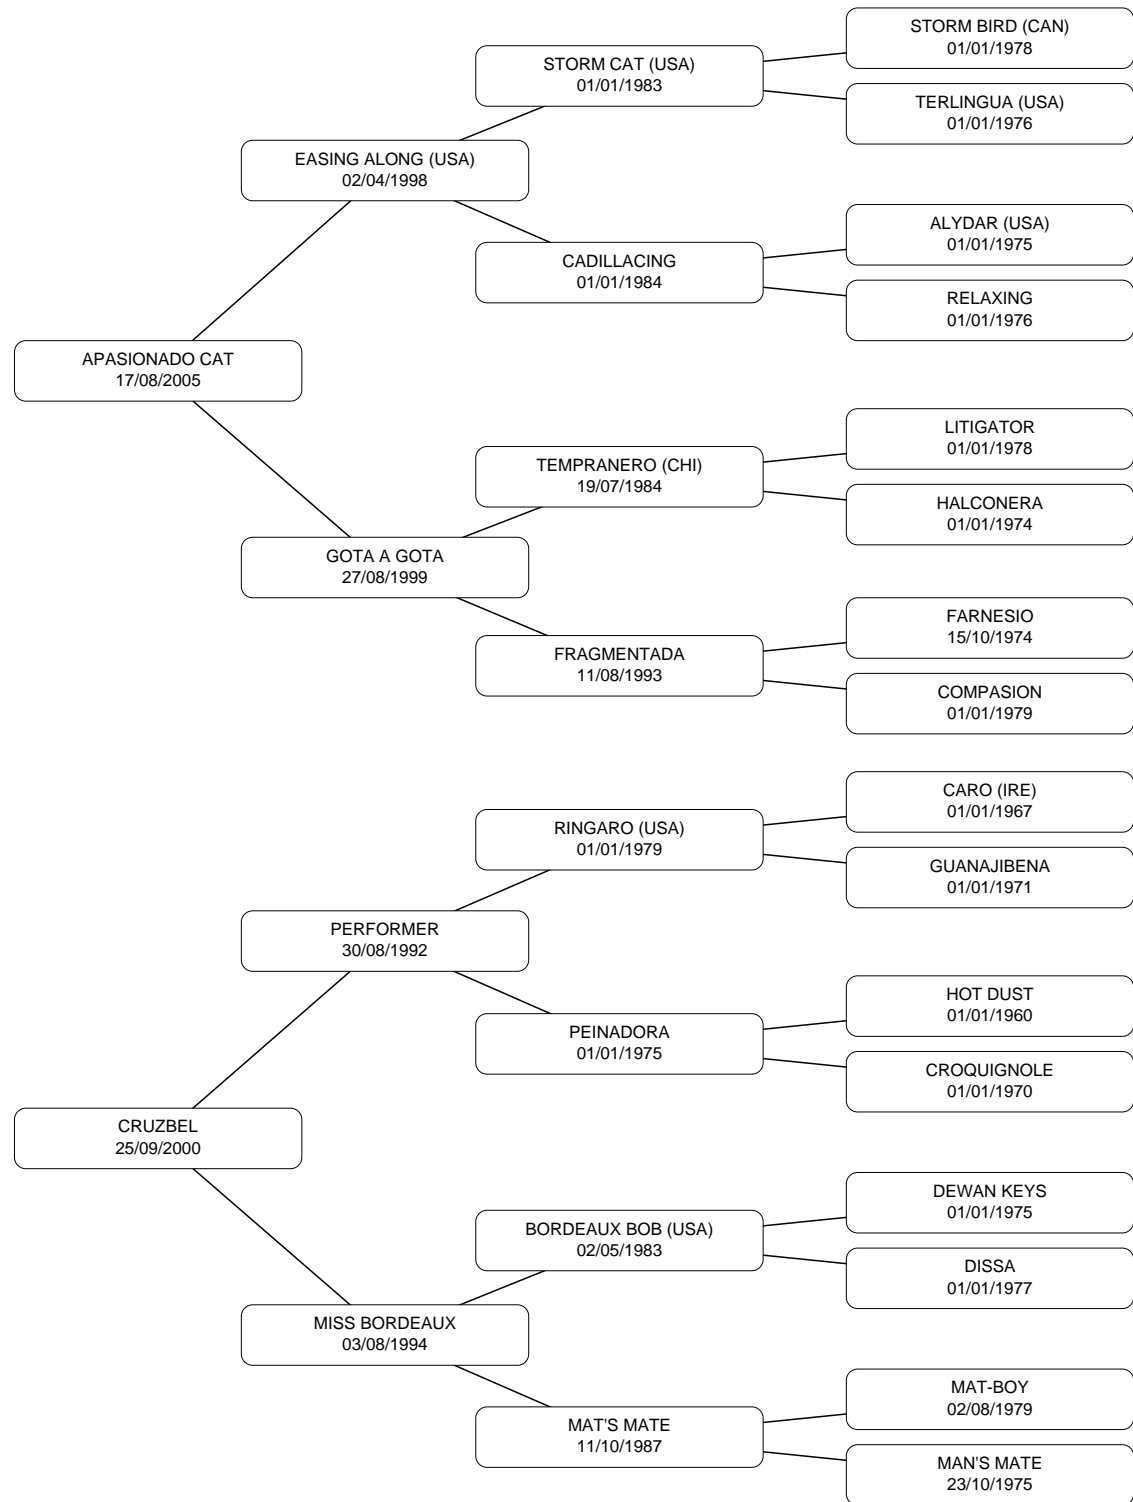 STORM BIRD (CAN)
01/01/1978
STORM CAT (USA)
01/01/1983
TERLINGUA (USA)
01/01/1976
EASING ALONG (USA)
02/04/1998
ALYDAR (USA)
01/01/1975
CADILLACING
01/01/1984
RELAXING
01/01/1976
APASIONADO CAT
17/08/2005
LITIGATOR
01/01/1978
TEMPRANERO (CHI)
19/07/1984
HALCONERA
01/01/1974
GOTA A GOTA
27/08/1999
FARNESIO
15/10/1974
FRAGMENTADA
11/08/1993
COMPASION
01/01/1979
CARO (IRE)
01/01/1967
RINGARO (USA)
01/01/1979
GUANAJIBENA
01/01/1971
PERFORMER
30/08/1992
HOT DUST
01/01/1960
PEINADORA
01/01/1975
CROQUIGNOLE
01/01/1970
CRUZBEL
25/09/2000
DEWAN KEYS
01/01/1975
BORDEAUX BOB (USA)
02/05/1983
DISSA
01/01/1977
MISS BORDEAUX
03/08/1994
MAT-BOY
02/08/1979
MAT'S MATE
11/10/1987
MAN'S MATE
23/10/1975